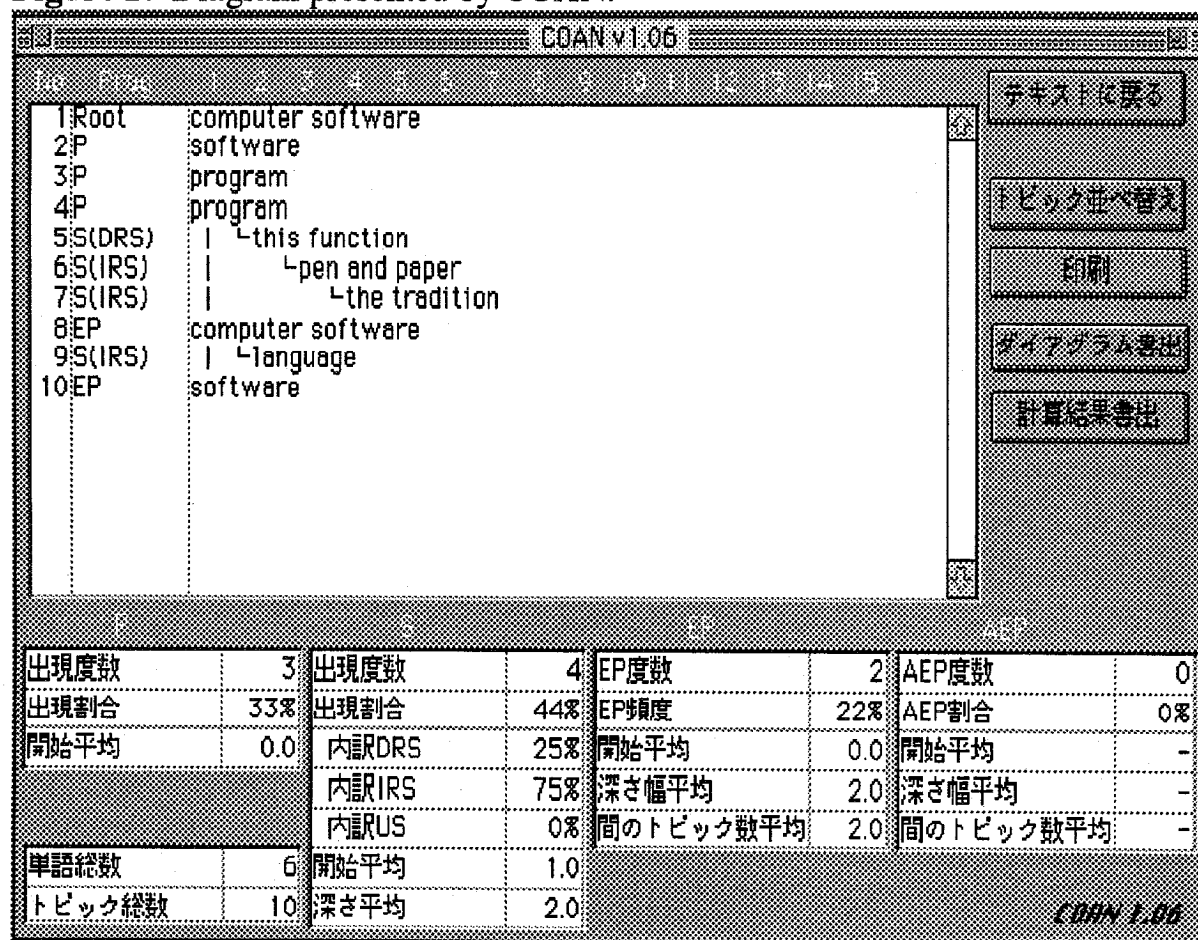 Figure 2. Diagram presented by COAN.
COAN v1.06
テキストに戻る
1 Root computer software
2 P software
3 P program
4 P program
5 S(DRS) | └this function
6 S(IRS) | └pen and paper
7 S(IRS) | └the tradition
8 EP computer software
9 S(IRS) | └language
10 EP software
トピック並べ替え
印刷
ダイアグラム書出
計算結果書出
P S EP AEP
出現度数 3 出現度数 4 EP度数 2 AEP度数 0
出現割合 33% 出現割合 44% EP頻度 22% AEP割合 0%
開始平均 0.0 内訳DRS 25% 開始平均 0.0 開始平均 -
内訳IRS 75% 深さ幅平均 2.0 深さ幅平均 -
内訳US 0% 間のトピック数平均 2.0 間のトピック数平均 -
単語総数 6 開始平均 1.0
トピック総数 10 深さ平均 2.0
COAN 1.06